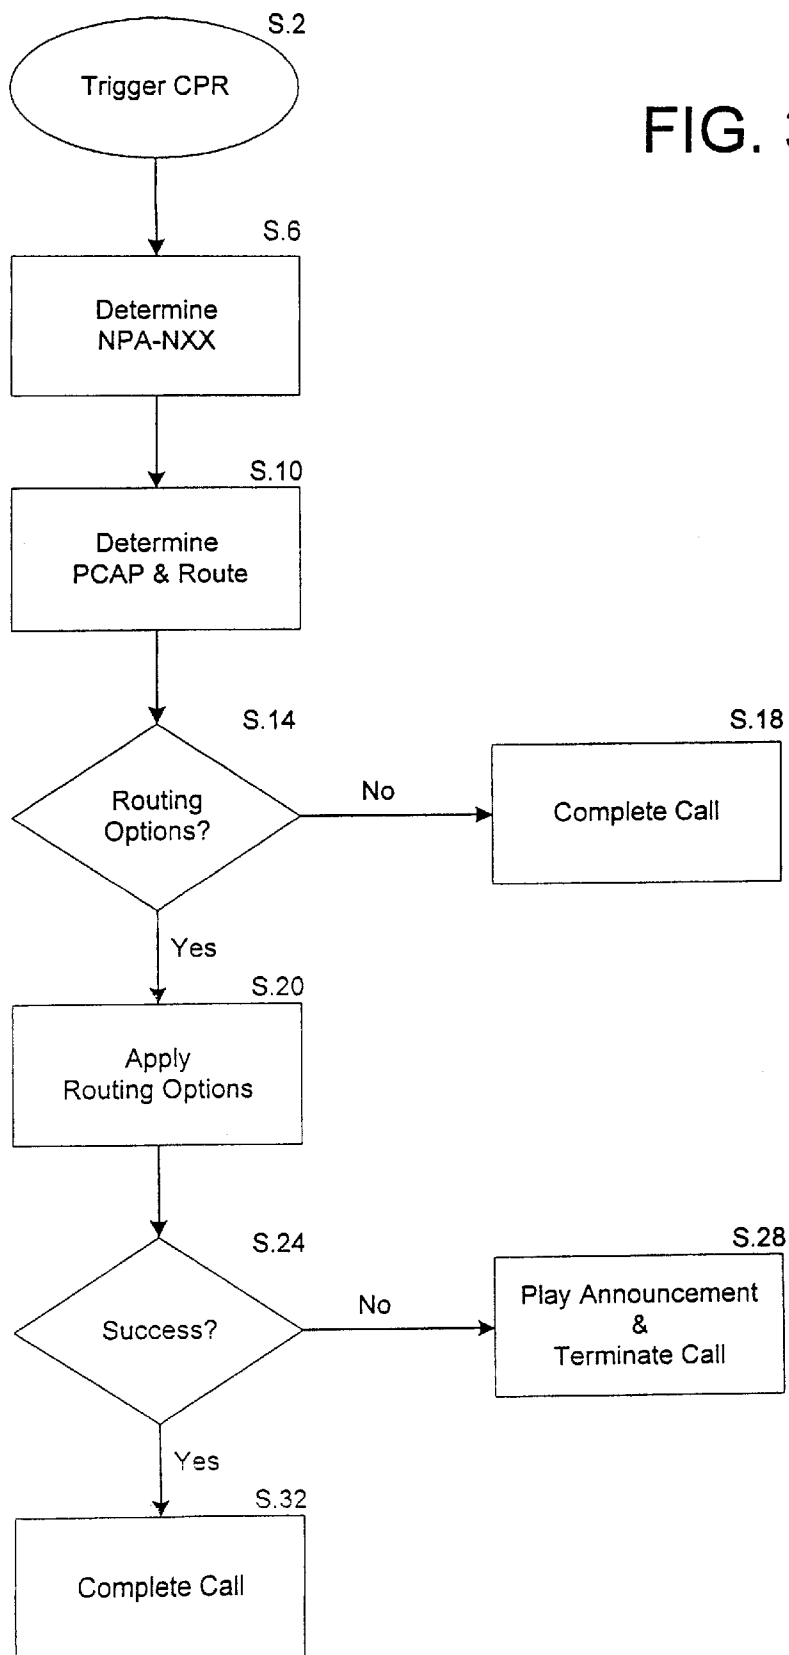 S.2
Trigger CPR
FIG.
S.6
Determine
NPA-NXX
S.10
Determine
PCAP & Route
S.14
Routing
Options?
No
S.18
Complete Call
Yes
S.20
Apply
Routing Options
S.24
Success?
No
S.28
Play Announcement
&
Terminate Call
Yes
S.32
Complete Call